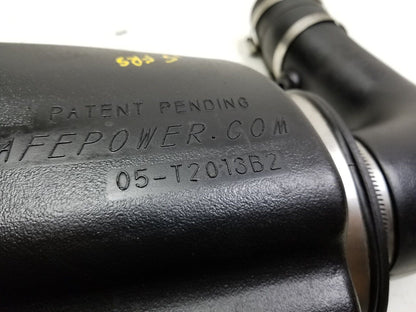 PATENT PENDING
AFEPOWER.COM
05-T2013B2